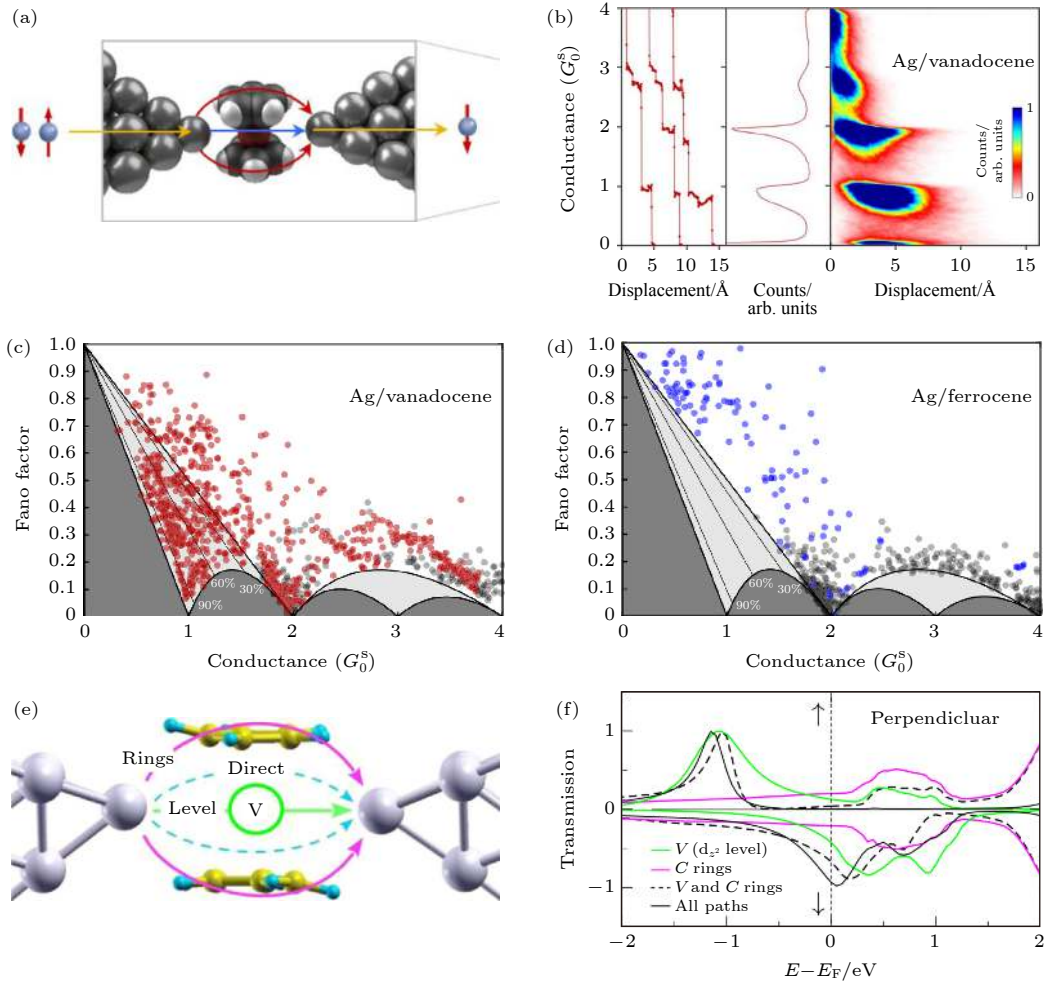 (a)
(b)
Conductance (G₀ˢ)
4
3
2
1
0
0 5 10 15
Displacement/Å
Counts/
arb. units
Ag/vanadocene
Counts/
arb. units
1
0
0 5 10 15
Displacement/Å
(c)
Fano factor
1.0
0.9
0.8
0.7
0.6
0.5
0.4
0.3
0.2
0.1
0
Ag/vanadocene
60%
30%
90%
0 1 2 3 4
Conductance (G₀ˢ)
(d)
Fano factor
1.0
0.9
0.8
0.7
0.6
0.5
0.4
0.3
0.2
0.1
0
Ag/ferrocene
60%
30%
90%
0 1 2 3 4
Conductance (G₀ˢ)
(e)
Rings
Direct
Level
V
(f)
Transmission
1
0
−1
↑
Perpendicluar
V (d_z² level)
C rings
V and C rings
All paths
↓
−2 −1 0 1 2
E−E_F/eV